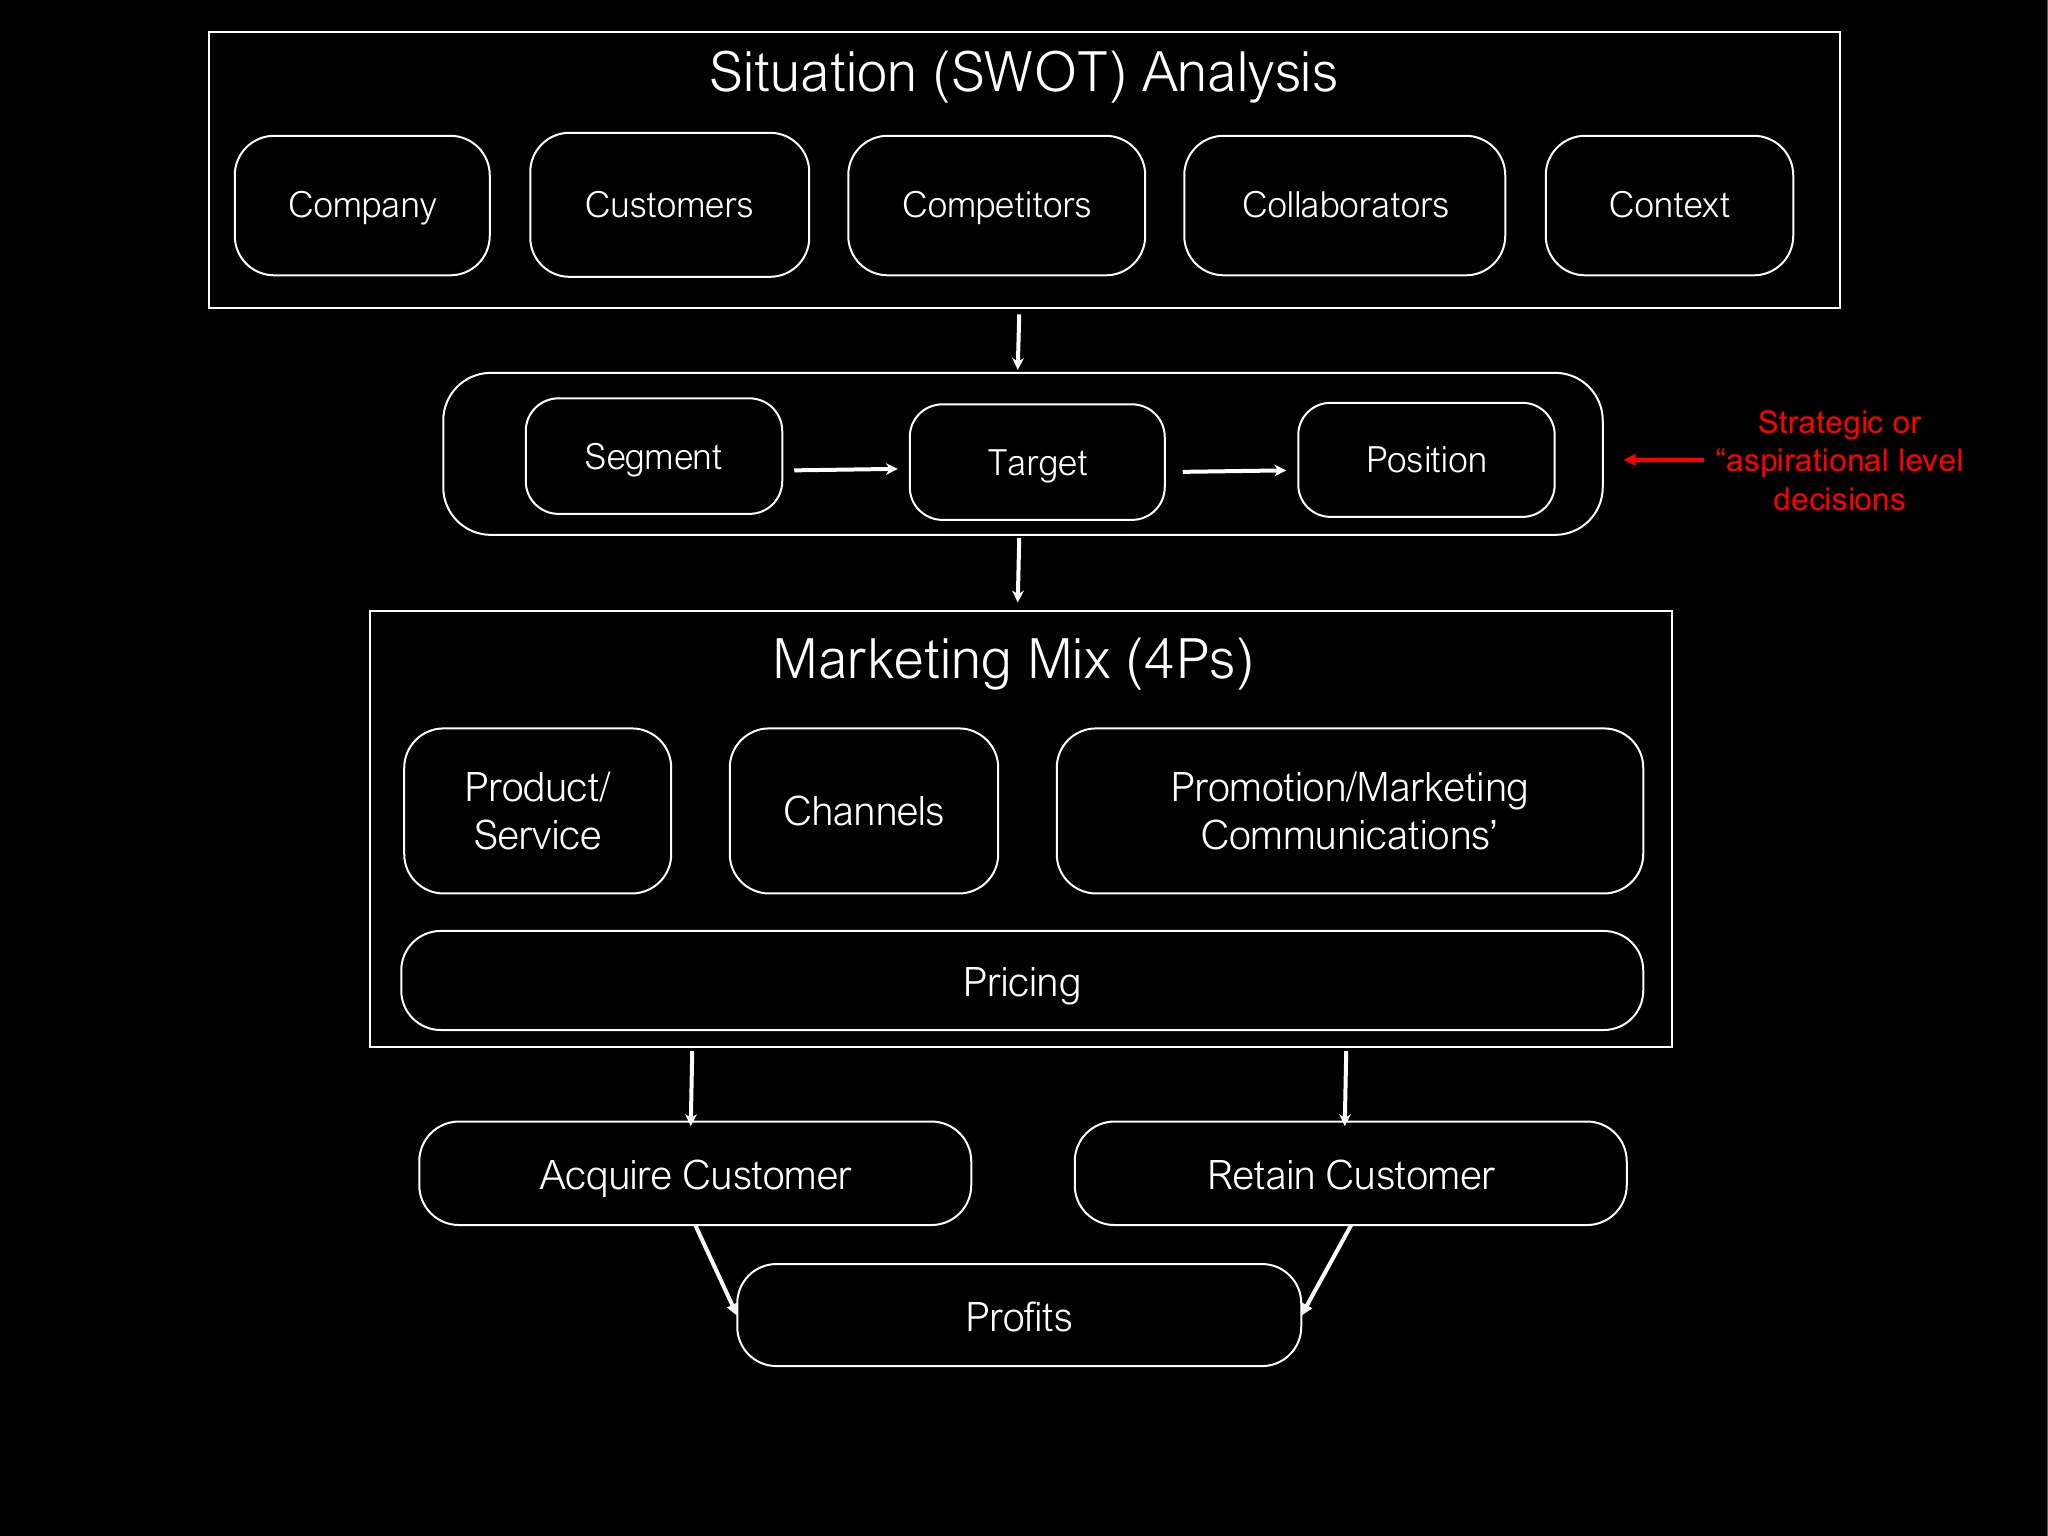 Situation (SWOT) Analysis
Company
Customers
Competitors
Collaborators
Context
Segment
Target
Position
Strategic or
“aspirational level
decisions
Marketing Mix (4Ps)
Product/
Service
Channels
Promotion/Marketing
Communications’
Pricing
Acquire Customer
Retain Customer
Profits